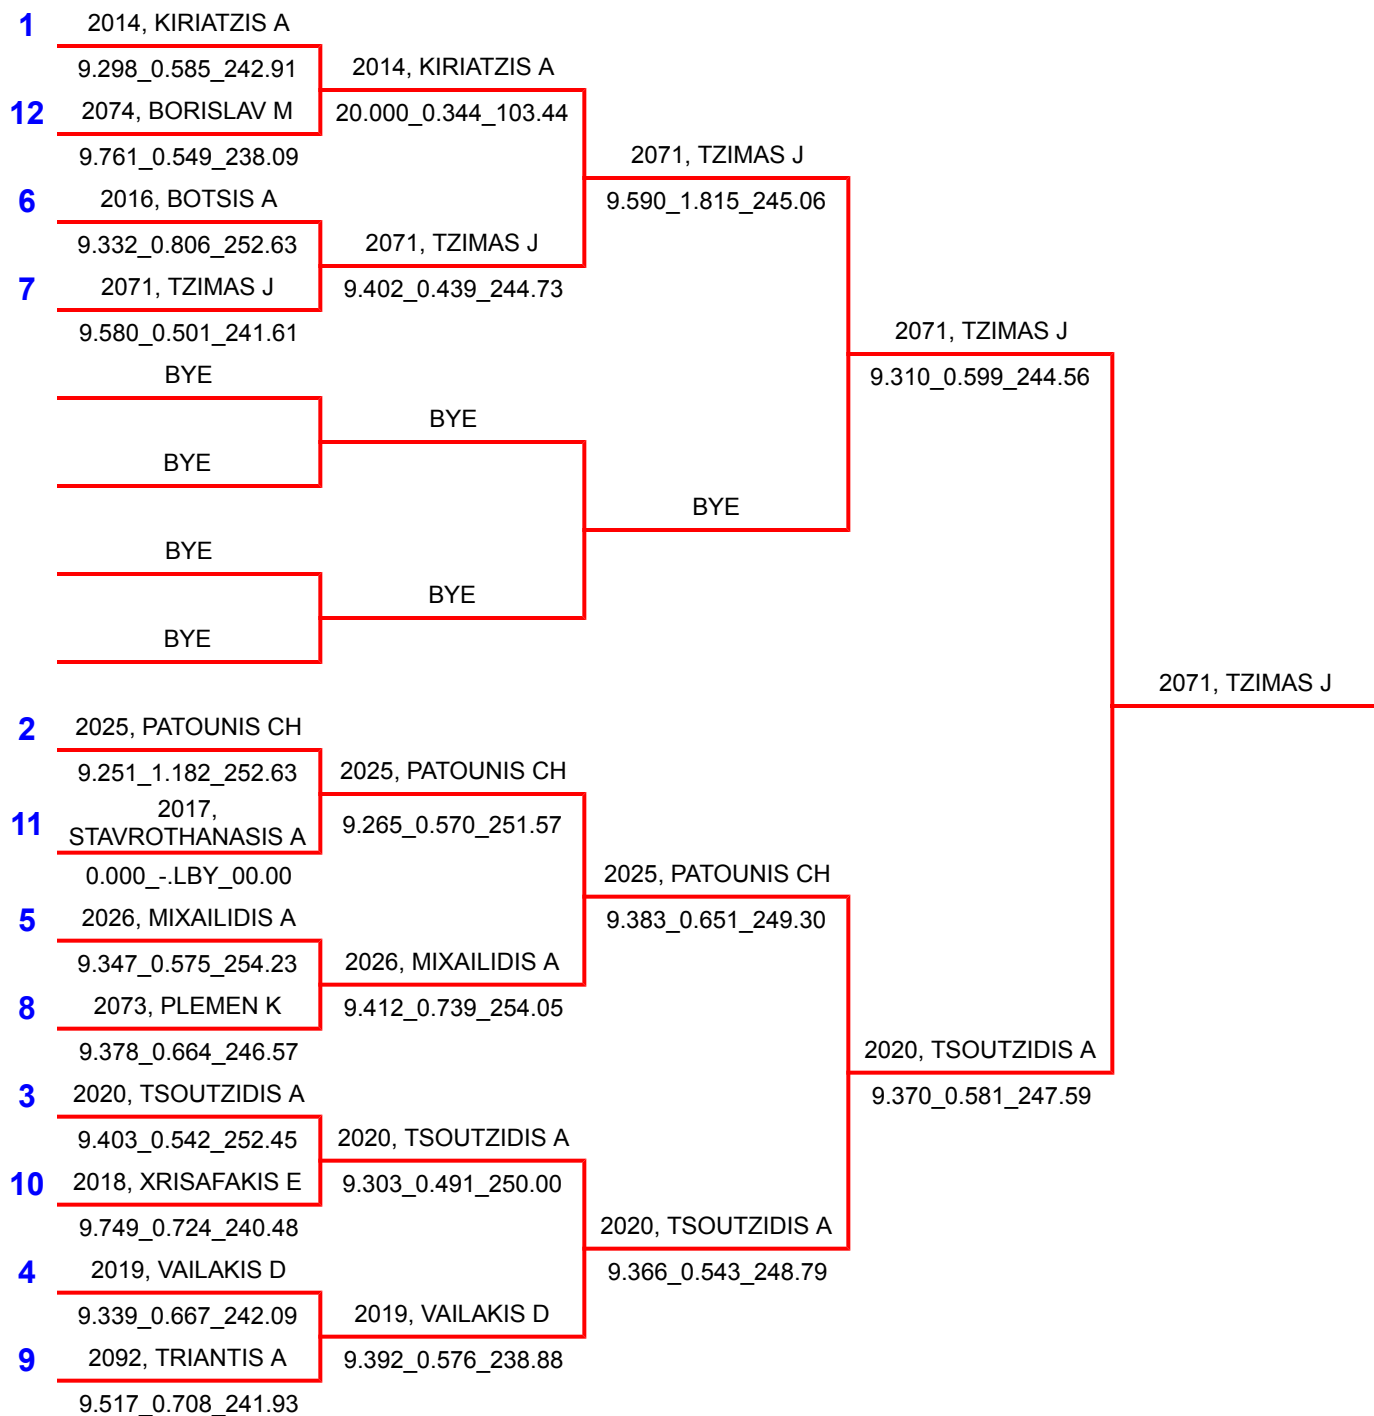 1
2014, KIRIATZIS A
9.298_0.585_242.91
12
2074, BORISLAV M
9.761_0.549_238.09
6
2016, BOTSIS A
9.332_0.806_252.63
7
2071, TZIMAS J
9.580_0.501_241.61
BYE
BYE
BYE
BYE
2
2025, PATOUNIS CH
9.251_1.182_252.63
11
2017,
STAVROTHANASIS A
0.000_-.LBY_00.00
5
2026, MIXAILIDIS A
9.347_0.575_254.23
8
2073, PLEMEN K
9.378_0.664_246.57
3
2020, TSOUTZIDIS A
9.403_0.542_252.45
10
2018, XRISAFAKIS E
9.749_0.724_240.48
4
2019, VAILAKIS D
9.339_0.667_242.09
9
2092, TRIANTIS A
9.517_0.708_241.93
2014, KIRIATZIS A
20.000_0.344_103.44
2071, TZIMAS J
9.402_0.439_244.73
BYE
BYE
2025, PATOUNIS CH
9.265_0.570_251.57
2026, MIXAILIDIS A
9.412_0.739_254.05
2020, TSOUTZIDIS A
9.303_0.491_250.00
2019, VAILAKIS D
9.392_0.576_238.88
2071, TZIMAS J
9.590_1.815_245.06
BYE
2025, PATOUNIS CH
9.383_0.651_249.30
2020, TSOUTZIDIS A
9.366_0.543_248.79
2071, TZIMAS J
9.310_0.599_244.56
2020, TSOUTZIDIS A
9.370_0.581_247.59
2071, TZIMAS J